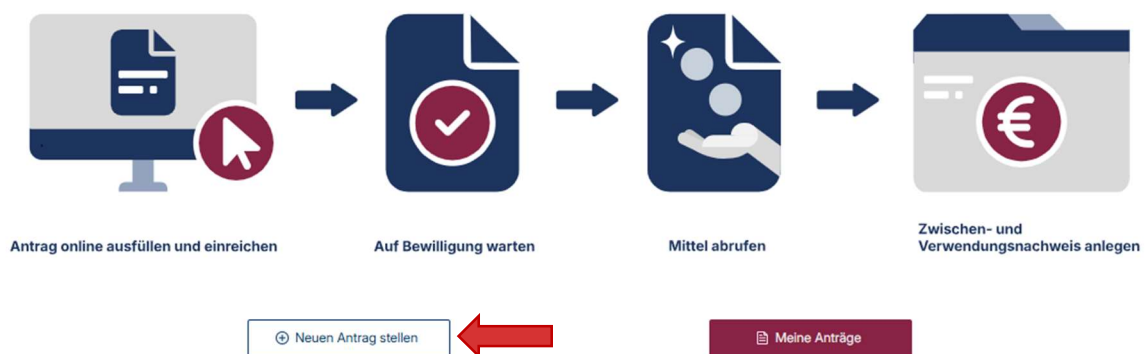 Antrag online ausfüllen und einreichen
Auf Bewilligung warten
Mittel abrufen
Zwischen- und
Verwendungsnachweis anlegen
Neuen Antrag stellen
Meine Anträge